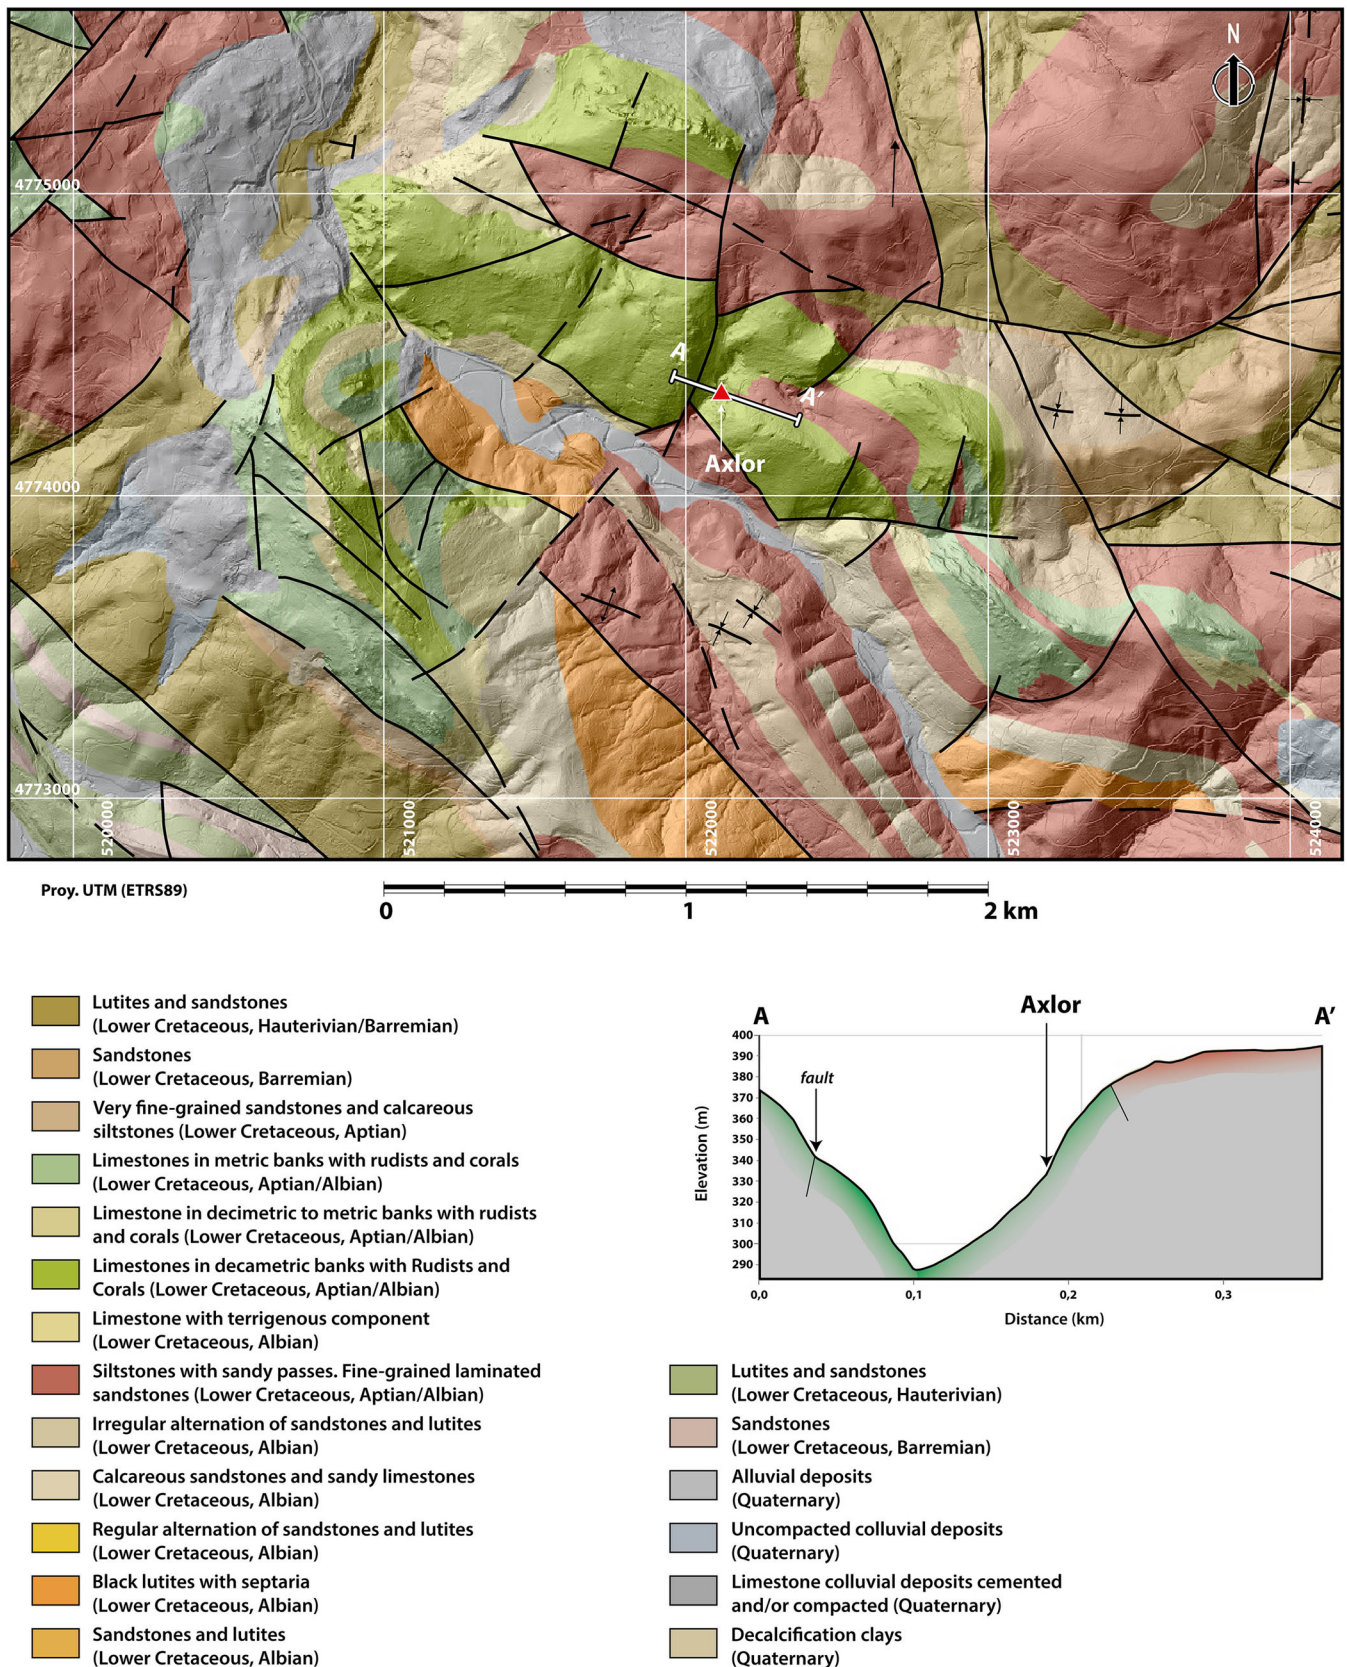 N
4775000
A
A’
Axlor
4774000
4773000
520000
521000
522000
523000
524000
Proy. UTM (ETRS89)
0
1
2 km
Lutites and sandstones
(Lower Cretaceous, Hauterivian/Barremian)
Sandstones
(Lower Cretaceous, Barremian)
Very fine-grained sandstones and calcareous
siltstones (Lower Cretaceous, Aptian)
Limestones in metric banks with rudists and corals
(Lower Cretaceous, Aptian/Albian)
Limestone in decimetric to metric banks with rudists
and corals (Lower Cretaceous, Aptian/Albian)
Limestones in decametric banks with Rudists and
Corals (Lower Cretaceous, Aptian/Albian)
Limestone with terrigenous component
(Lower Cretaceous, Albian)
Siltstones with sandy passes. Fine-grained laminated
sandstones (Lower Cretaceous, Aptian/Albian)
Irregular alternation of sandstones and lutites
(Lower Cretaceous, Albian)
Calcareous sandstones and sandy limestones
(Lower Cretaceous, Albian)
Regular alternation of sandstones and lutites
(Lower Cretaceous, Albian)
Black lutites with septaria
(Lower Cretaceous, Albian)
Sandstones and lutites
(Lower Cretaceous, Albian)
A
Axlor
A’
fault
Elevation (m)
400
390
380
370
360
350
340
330
320
310
300
290
0,0
0,1
0,2
0,3
Distance (km)
Lutites and sandstones
(Lower Cretaceous, Hauterivian)
Sandstones
(Lower Cretaceous, Barremian)
Alluvial deposits
(Quaternary)
Uncompacted colluvial deposits
(Quaternary)
Limestone colluvial deposits cemented
and/or compacted (Quaternary)
Decalcification clays
(Quaternary)